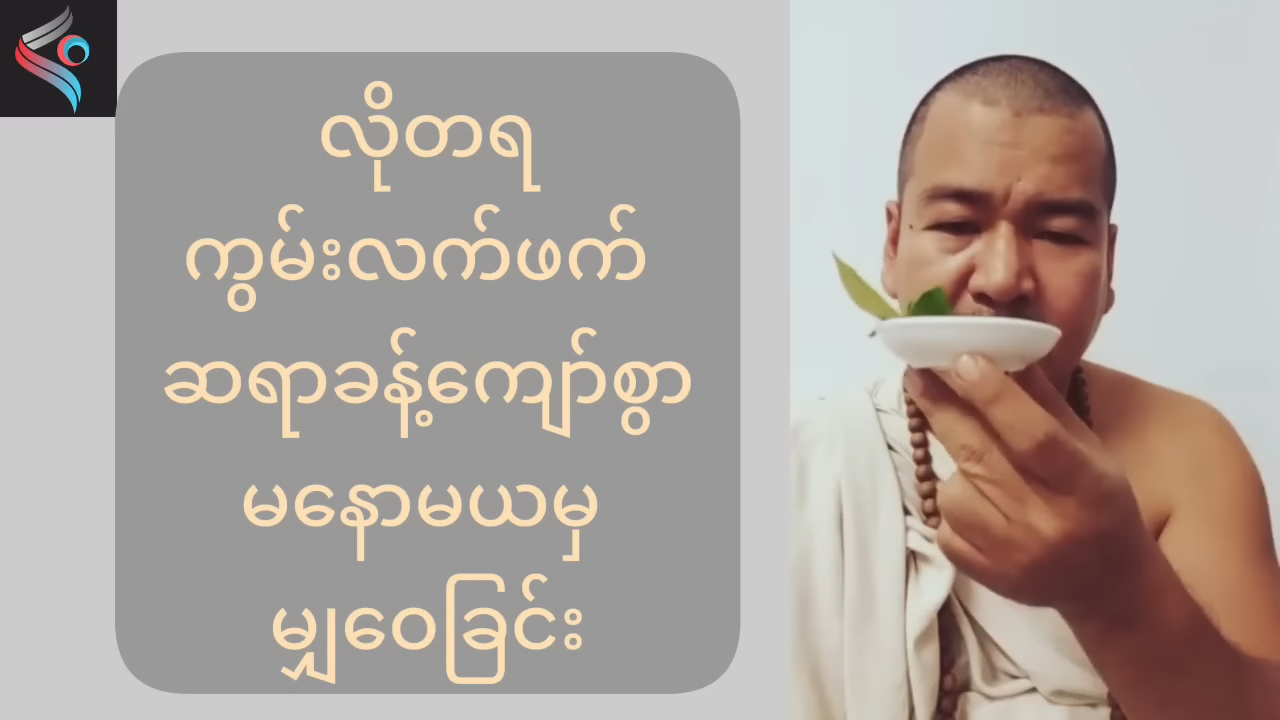 လိုတရ
ကွမ်းလက်ဖက်
ဆရာခန့်ကျော်စွာ
မနောမယမှ
မျှဝေခြင်း